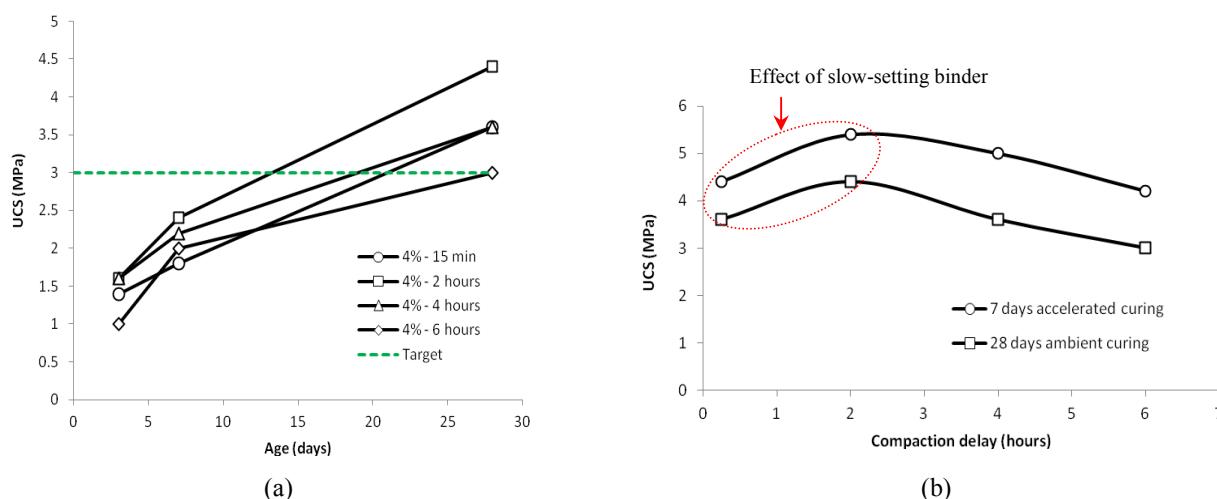 5
4.5
4
3.5
3
2.5
2
1.5
1
0.5
0
UCS (MPa)
4% - 15 min
4% - 2 hours
4% - 4 hours
4% - 6 hours
Target
0 5 10 15 20 25 30
Age (days)
(a)
Effect of slow-setting binder
6
5
4
3
2
1
0
UCS (MPa)
7 days accelerated curing
28 days ambient curing
0 1 2 3 4 5 6 7
Compaction delay (hours)
(b)